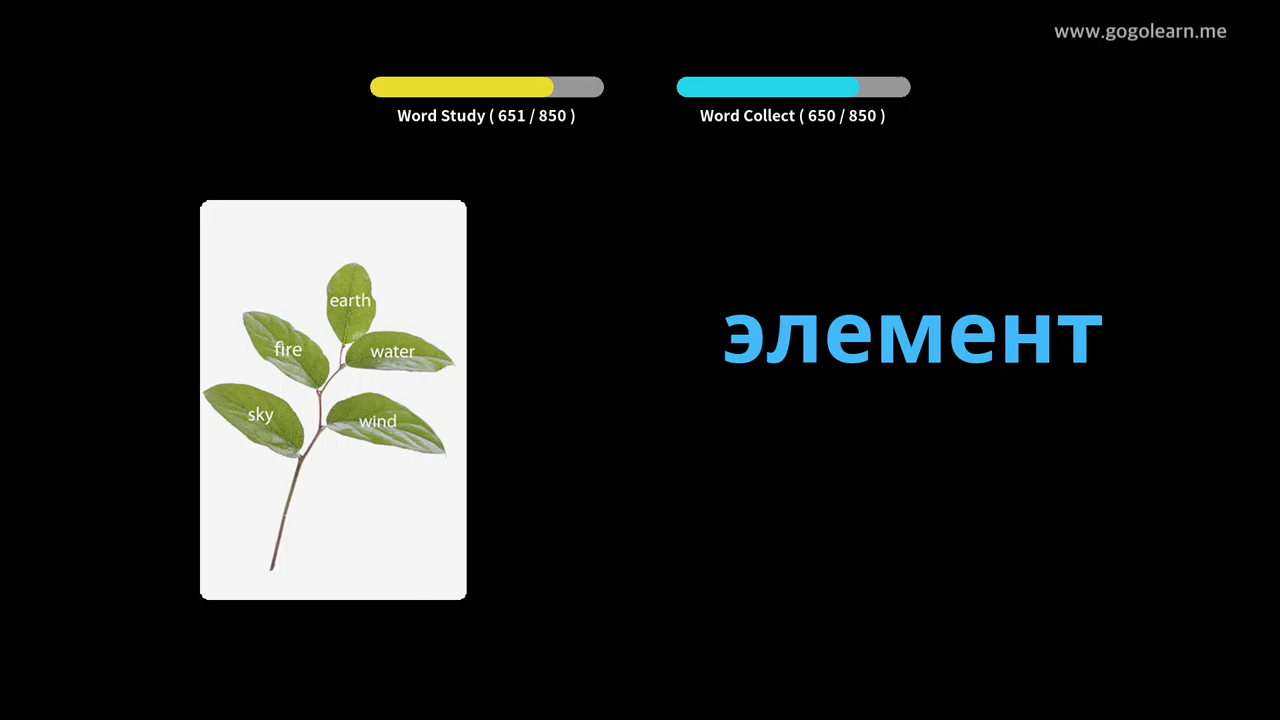 www.gogolearn.me
Word Study ( 651 / 850 )
Word Collect ( 650 / 850 )
earth
fire
water
sky
wind
элемент